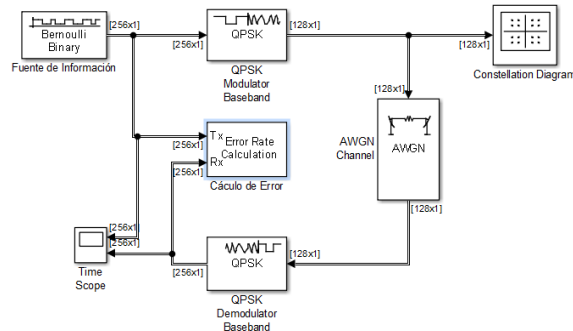 [256x1]
Bernoulli
Binary
Fuente de Información
[256x1]
QPSK
QPSK
Modulator
Baseband
[128x1]
[128x1]
Constellation Diagram
[128x1]
AWGN
Channel
AWGN
[128x1]
Tx
[256x1]
Rx
[256x1]
Error Rate
Calculation
Cáculo de Error
[256x1]
[256x1]
Time
Scope
[256x1]
QPSK
[128x1]
QPSK
Demodulator
Baseband